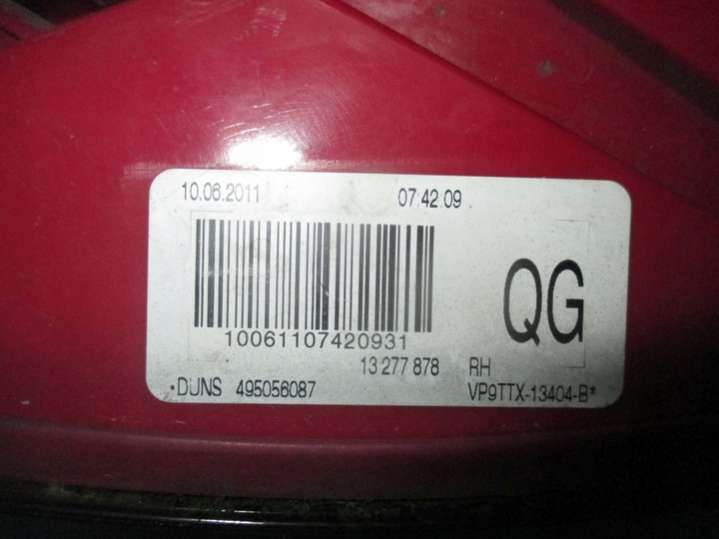 10.06.2011 07 42 09
QG
10061107420931
13 277 878 RH
•DUNS 495056087 VP9TTX-13404-B*